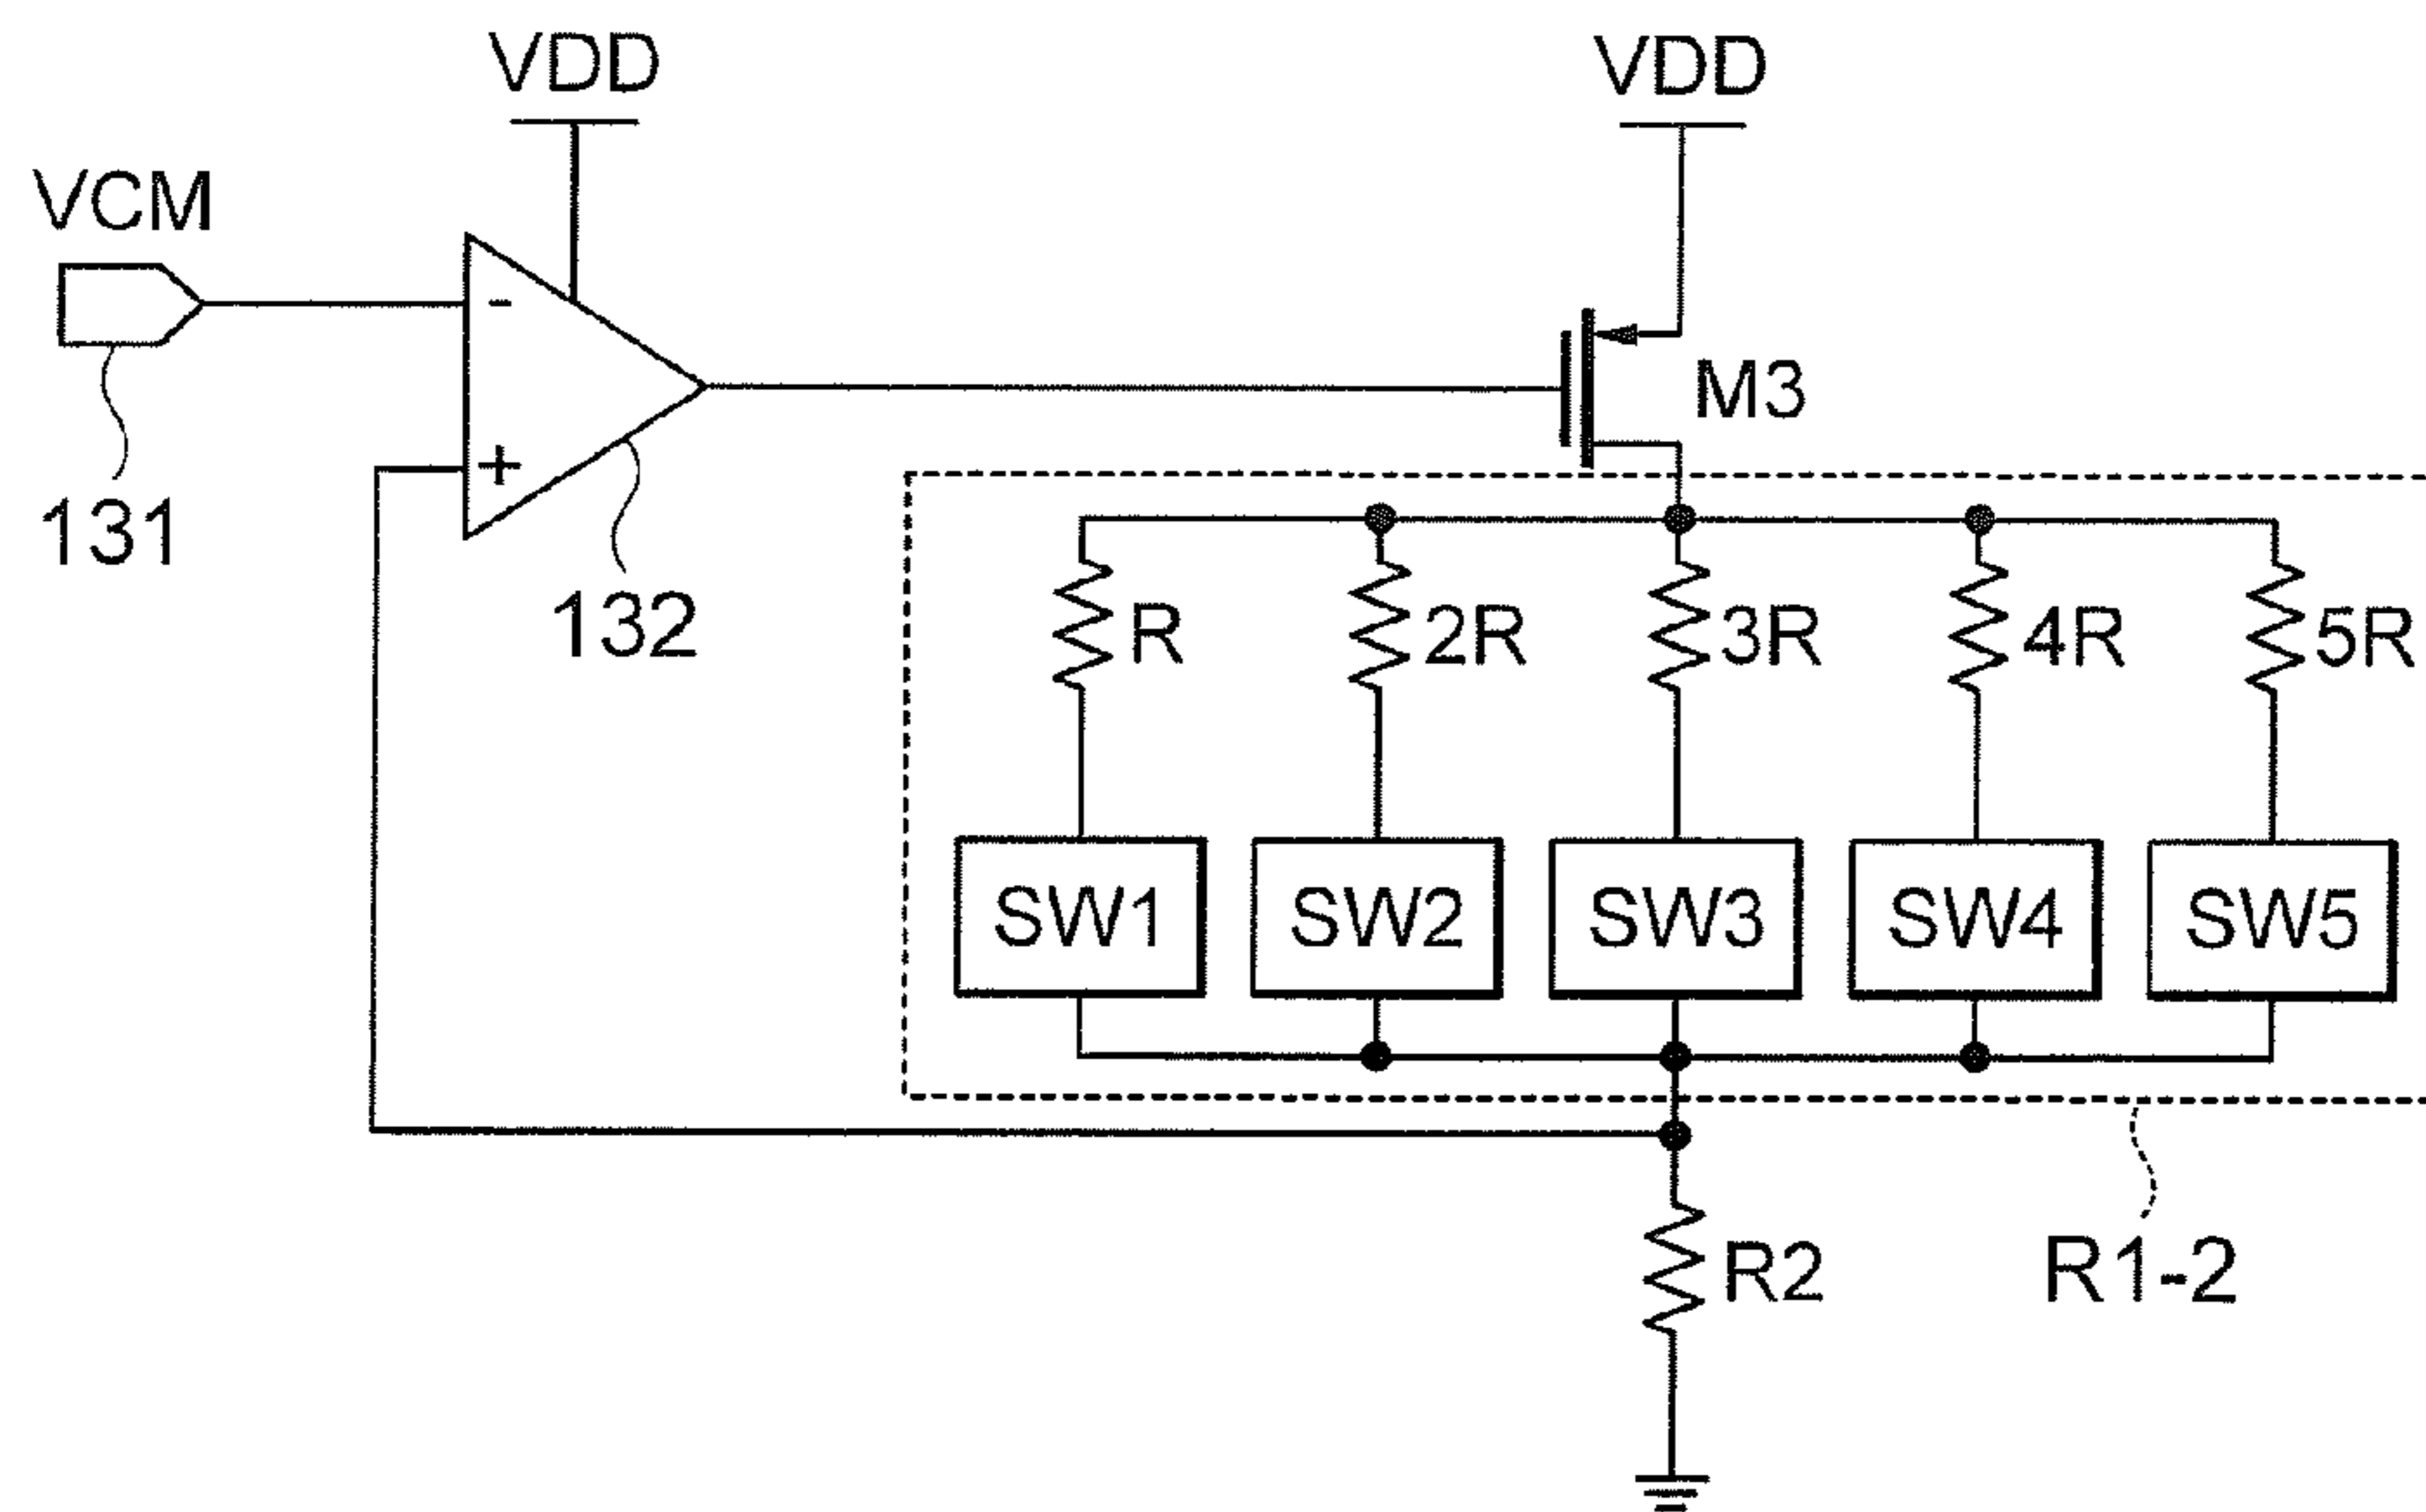 VDD
VDD
VCM
-
+
M3
131
132
R
2R
3R
4R
5R
SW1
SW2
SW3
SW4
SW5
R2
R1-2